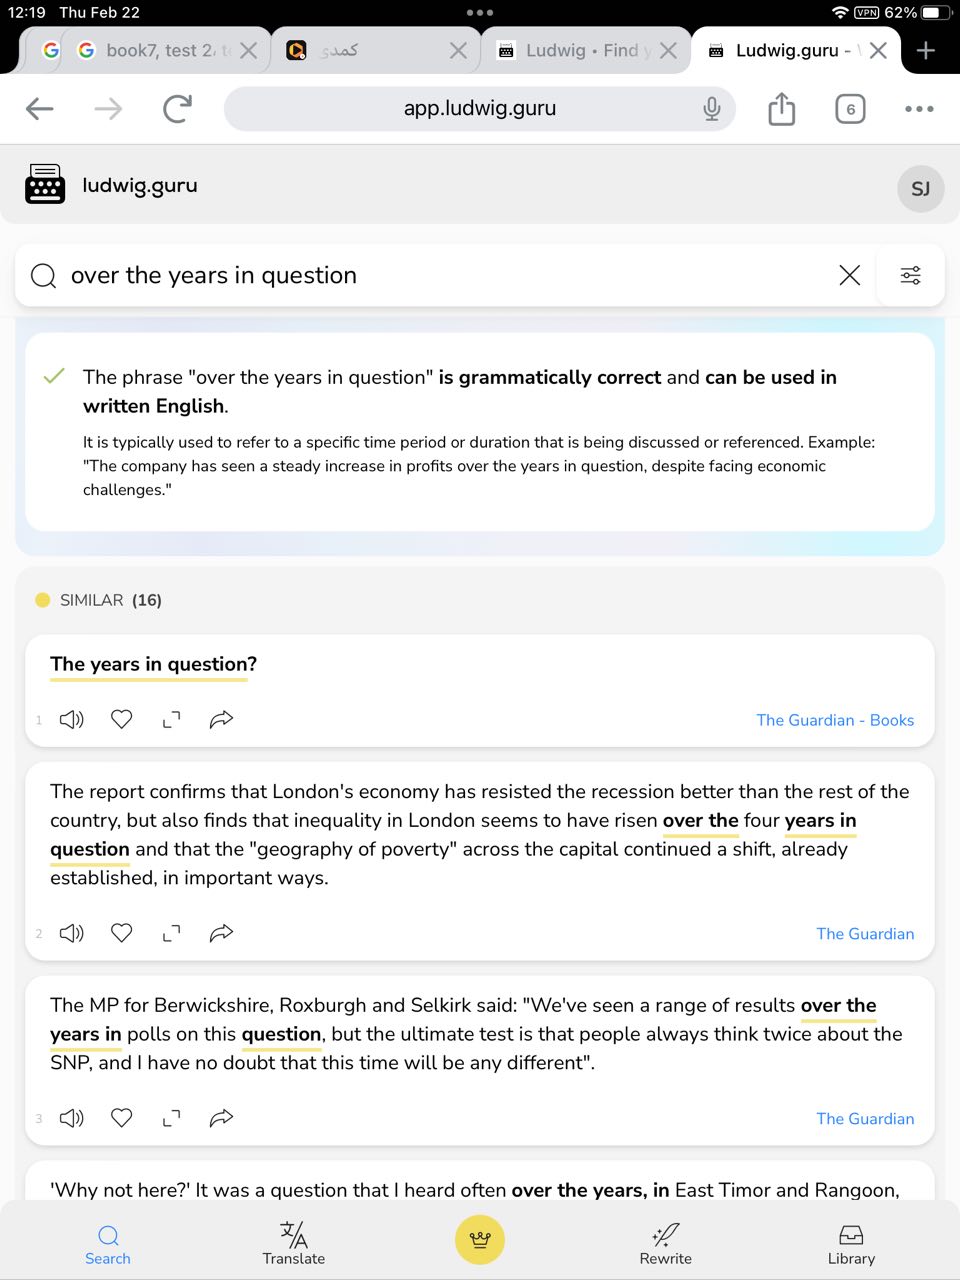 12:19 Thu Feb 22
VPN 62%
book7, test 2
کمدی
Ludwig • Find y
Ludwig.guru -
app.ludwig.guru
6
ludwig.guru
SJ
over the years in question
The phrase "over the years in question" is grammatically correct and can be used in
written English.
It is typically used to refer to a specific time period or duration that is being discussed or referenced. Example:
"The company has seen a steady increase in profits over the years in question, despite facing economic
challenges."
SIMILAR (16)
The years in question?
1
The Guardian - Books
The report confirms that London's economy has resisted the recession better than the rest of the
country, but also finds that inequality in London seems to have risen over the four years in
question and that the "geography of poverty" across the capital continued a shift, already
established, in important ways.
2
The Guardian
The MP for Berwickshire, Roxburgh and Selkirk said: "We've seen a range of results over the
years in polls on this question, but the ultimate test is that people always think twice about the
SNP, and I have no doubt that this time will be any different".
3
The Guardian
'Why not here?' It was a question that I heard often over the years, in East Timor and Rangoon,
Search
Translate
Rewrite
Library